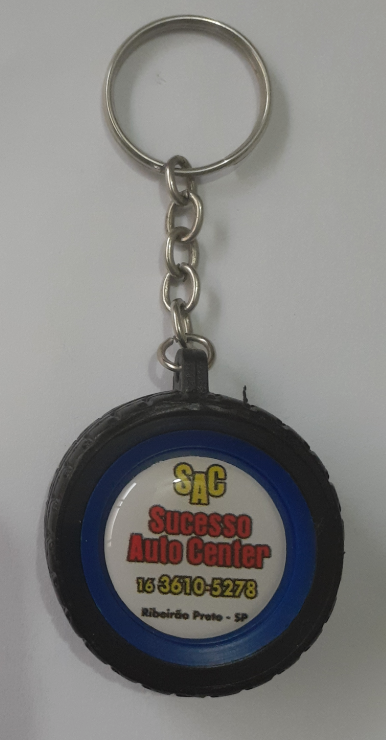 SAC
Sucesso
Auto Center
16 3610-5278
Ribeirão Preto - SP